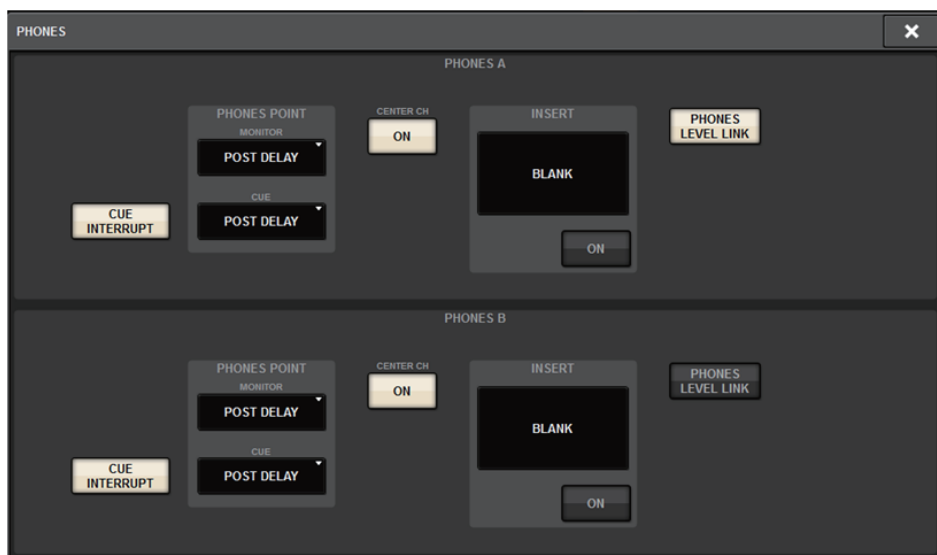 PHONES
PHONES A
PHONES POINT
MONITOR
POST DELAY
CUE
POST DELAY
CUE
INTERRUPT
CENTER CH
ON
INSERT
BLANK
ON
PHONES
LEVEL LINK
PHONES B
PHONES POINT
MONITOR
POST DELAY
CUE
POST DELAY
CUE
INTERRUPT
CENTER CH
ON
INSERT
BLANK
ON
PHONES
LEVEL LINK